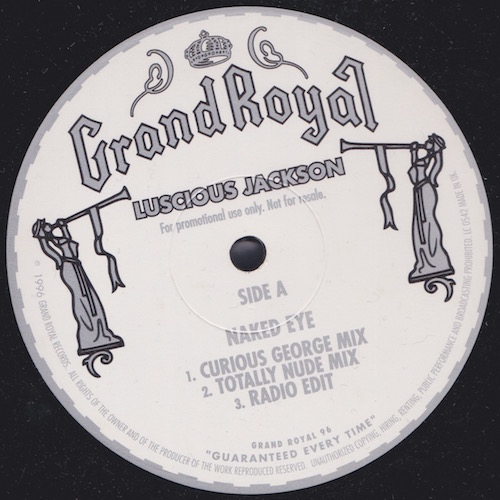 Grand Royal
LUSCIOUS JACKSON
For promotional use only. Not for resale.
SIDE A
NAKED EYE
1. CURIOUS GEORGE MIX
2. TOTALLY NUDE MIX
3. RADIO EDIT
GRAND ROYAL 96
"GUARANTEED EVERY TIME"
℗ 1996 GRAND ROYAL RECORDS. ALL RIGHTS OF THE OWNER AND OF THE PRODUCER OF THE WORK REPRODUCED RESERVED. UNAUTHORIZED COPYING, HIRING, RENTING, PUBLIC PERFORMANCE AND BROADCASTING PROHIBITED. LC 0542 MADE IN UK.